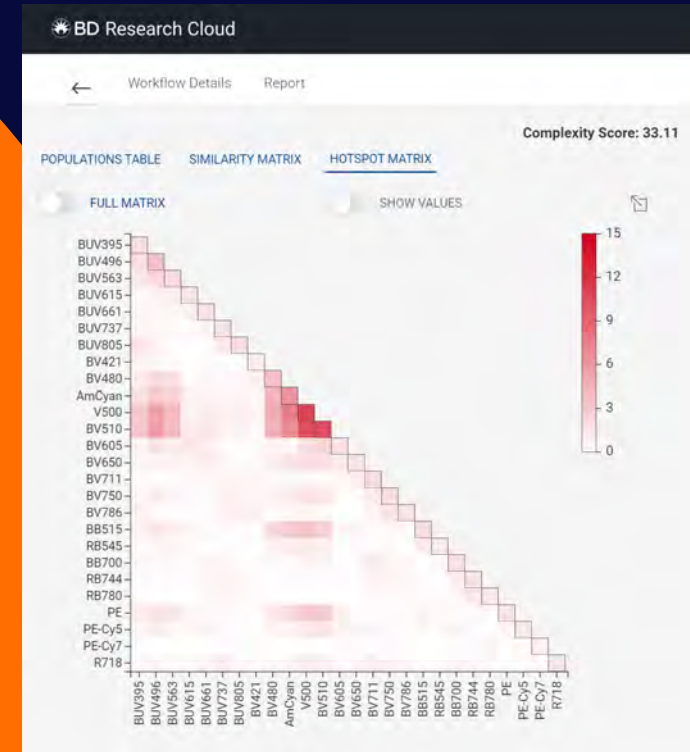 BD Research Cloud
Workflow Details Report
Complexity Score: 33.11
POPULATIONS TABLE SIMILARITY MATRIX HOTSPOT MATRIX
FULL MATRIX SHOW VALUES
15
12
9
6
3
0
BUV395
BUV496
BUV563
BUV615
BUV661
BUV737
BUV805
BV421
BV480
AmCyan
V500
BV510
BV605
BV650
BV711
BV750
BV786
BB515
RB545
BB700
RB744
RB780
PE
PE-Cy5
PE-Cy7
R718
BUV395
BUV496
BUV563
BUV615
BUV661
BUV737
BUV805
BV421
BV480
AmCyan
V500
BV510
BV605
BV650
BV711
BV750
BV786
BB515
RB545
BB700
RB744
RB780
PE
PE-Cy5
PE-Cy7
R718